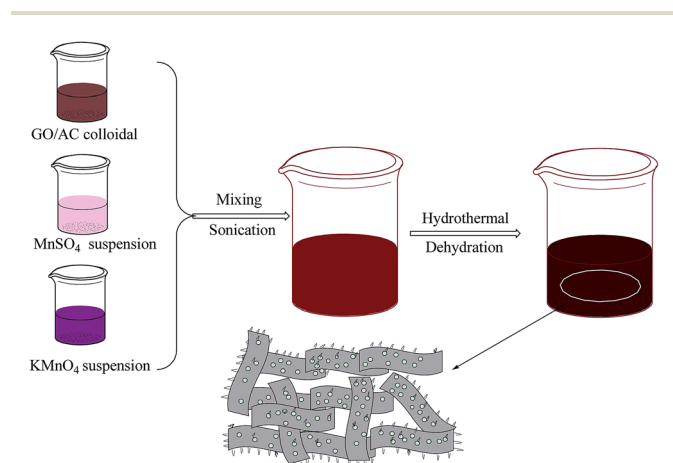 GO/AC colloidal
MnSO₄ suspension
KMnO₄ suspension
Mixing
Sonication
Hydrothermal
Dehydration